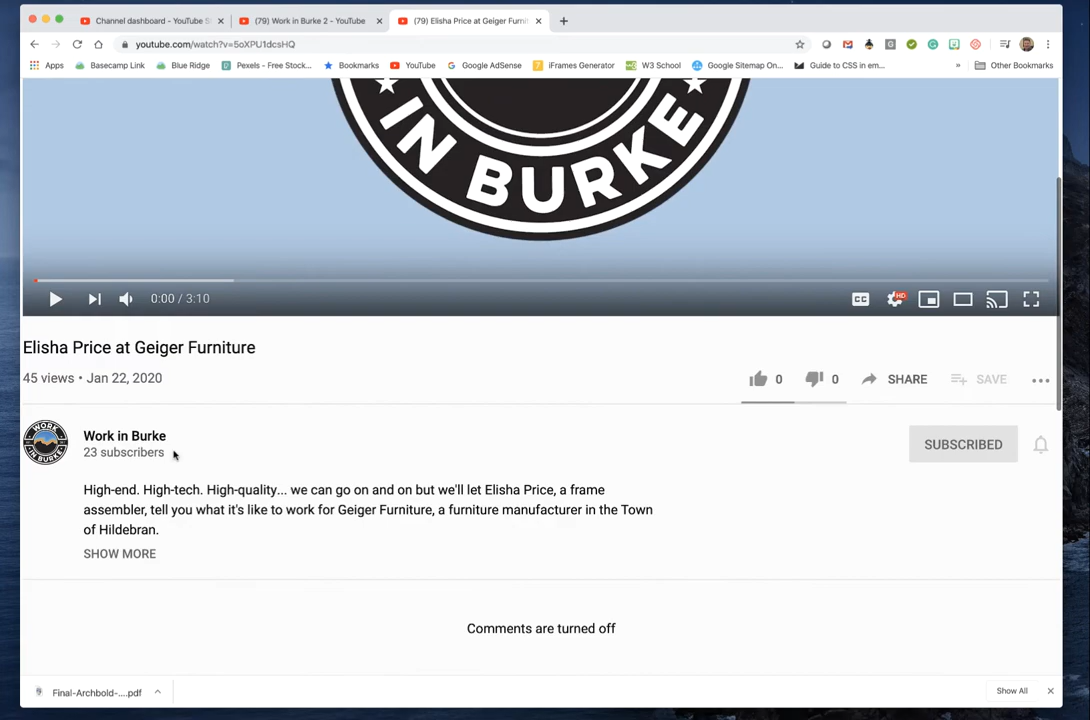 Channel dashboard - YouTube S
(79) Work in Burke 2 - YouTube
(79) Elisha Price at Geiger Furni
youtube.com/watch?v=5oXPU1dcsHQ
Apps
Basecamp Link
Blue Ridge
Pexels - Free Stock...
Bookmarks
YouTube
Google AdSense
iFrames Generator
W3 School
Google Sitemap On...
Guide to CSS in em...
»
Other Bookmarks
IN BURKE
0:00 / 3:10
CC
HD
Elisha Price at Geiger Furniture
45 views • Jan 22, 2020
0
0
SHARE
SAVE
WORK
IN BURKE
Work in Burke
23 subscribers
SUBSCRIBED
High-end. High-tech. High-quality... we can go on and on but we'll let Elisha Price, a frame
assembler, tell you what it's like to work for Geiger Furniture, a furniture manufacturer in the Town
of Hildebran.
SHOW MORE
Comments are turned off
Final-Archbold-....pdf
Show All